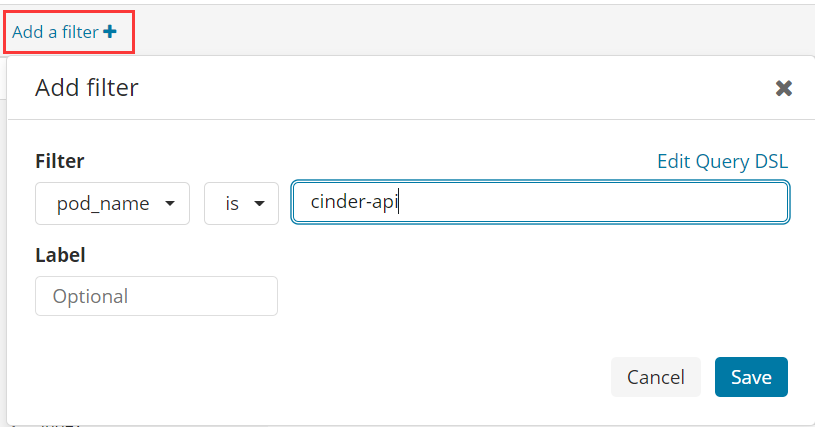 Add a filter
Add filter
Filter
Edit Query DSL
pod_name is cinder-api
Label
Optional
Cancel Save